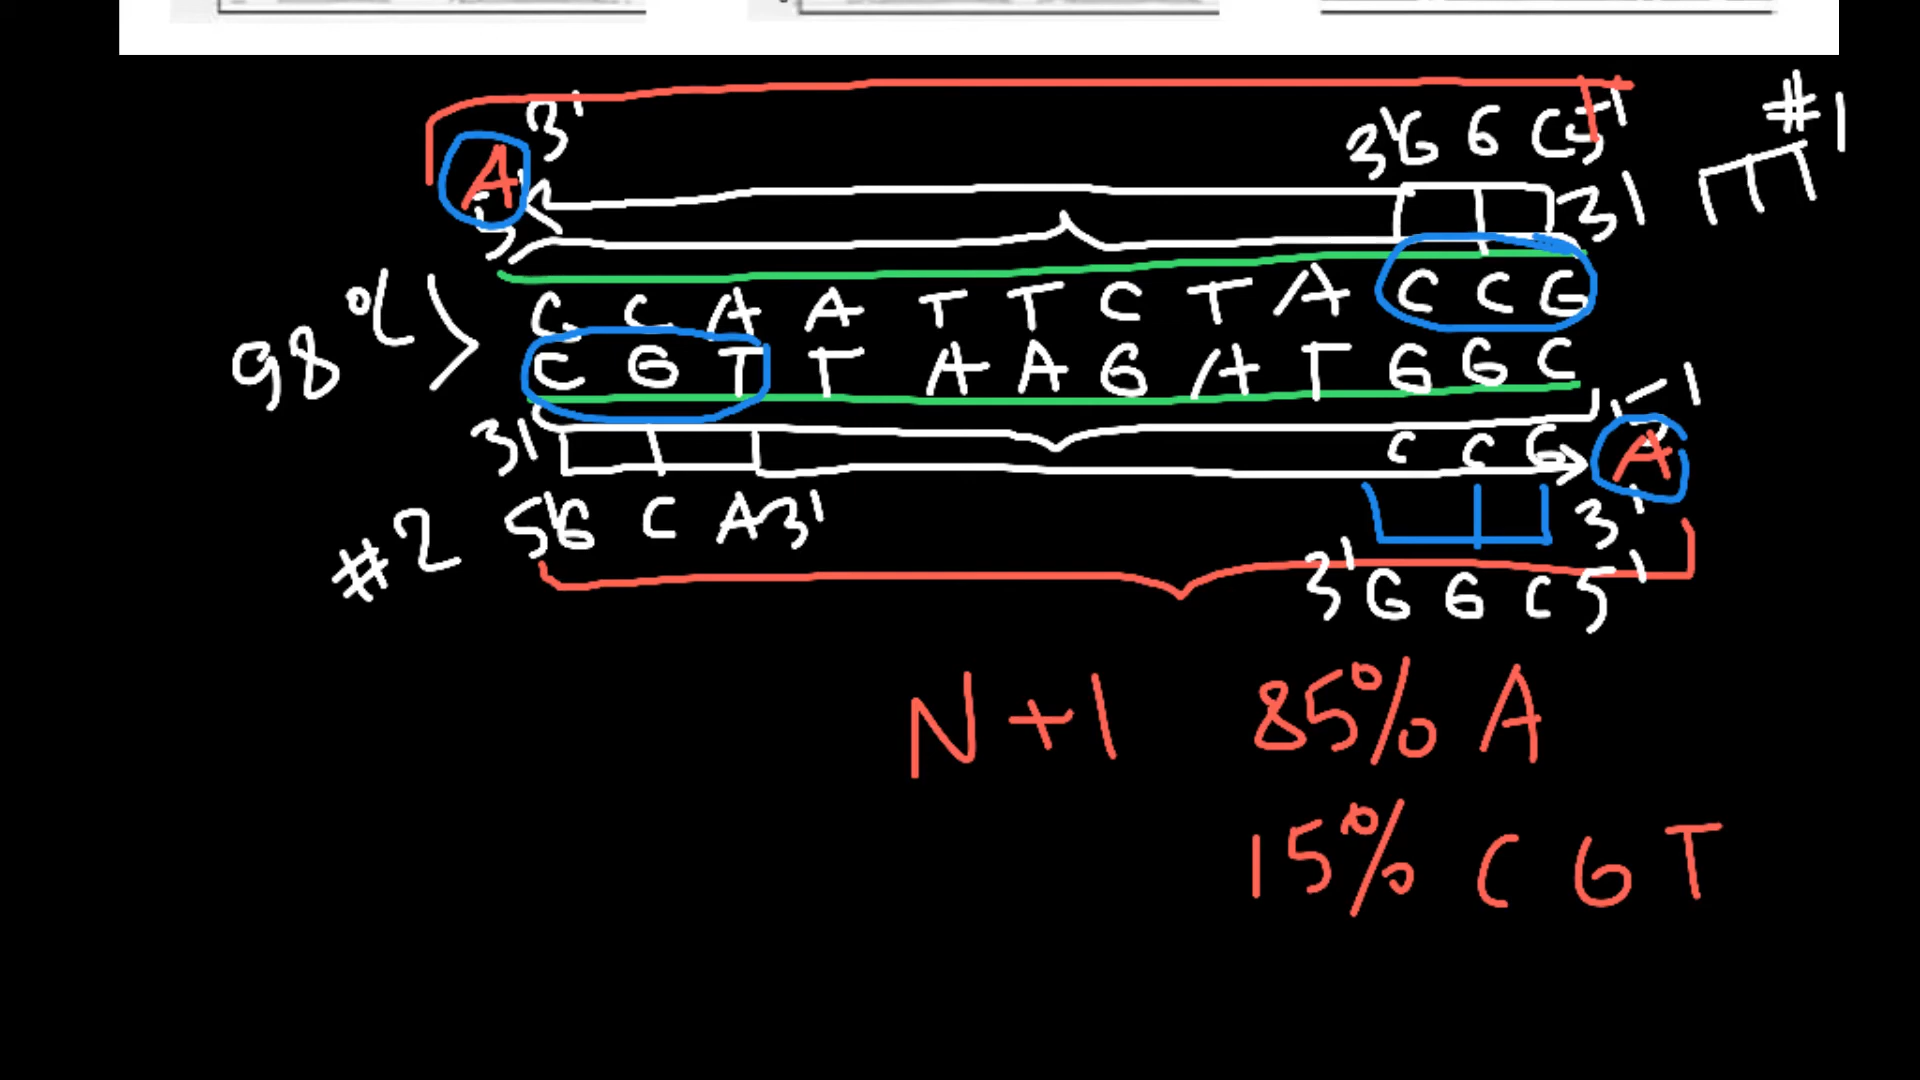 3' 3' G G C 5' #1
A
5' 3'
98°C C C A A T T C T A C C G
C G T T A A G A T G G C
3' C C G A
#2 5' G C A 3' 3'
3' G G C 5'
N+1 85% A
15% C G T